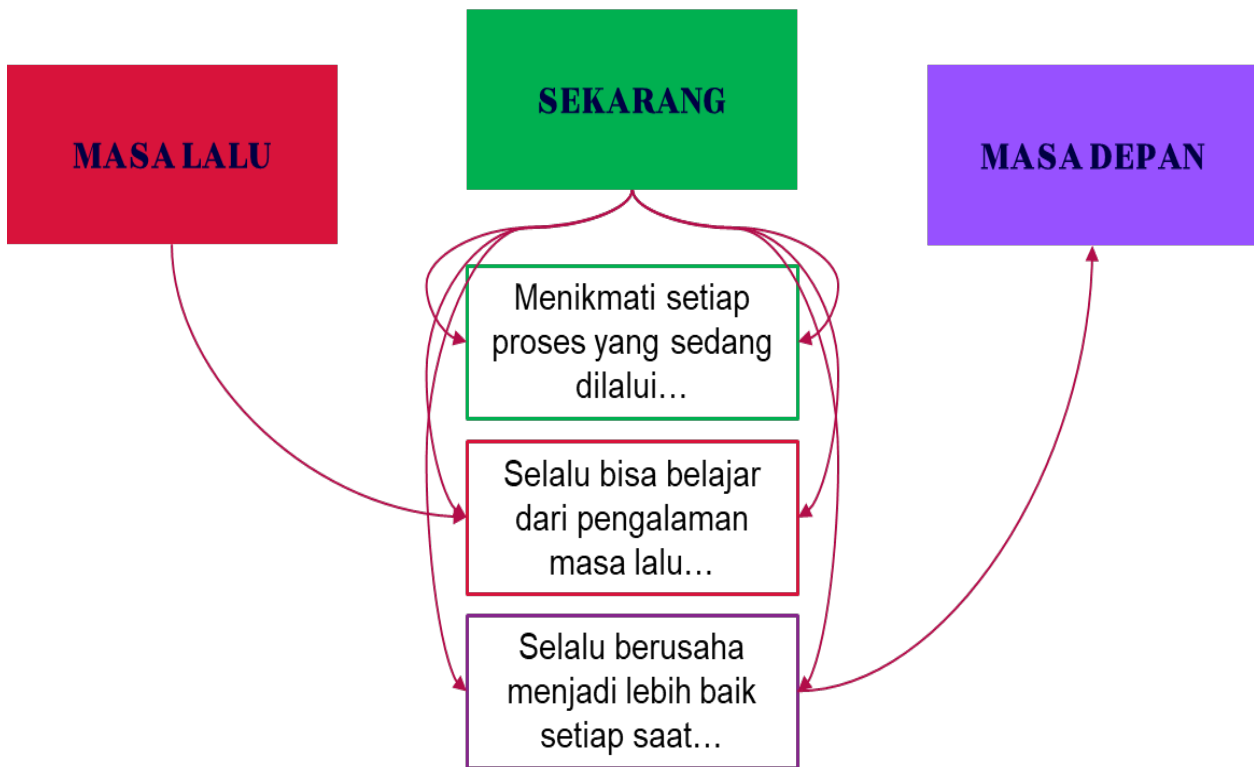 MASA LALU
SEKARANG
MASA DEPAN
Menikmati setiap
proses yang sedang
dilalui…
Selalu bisa belajar
dari pengalaman
masa lalu…
Selalu berusaha
menjadi lebih baik
setiap saat…